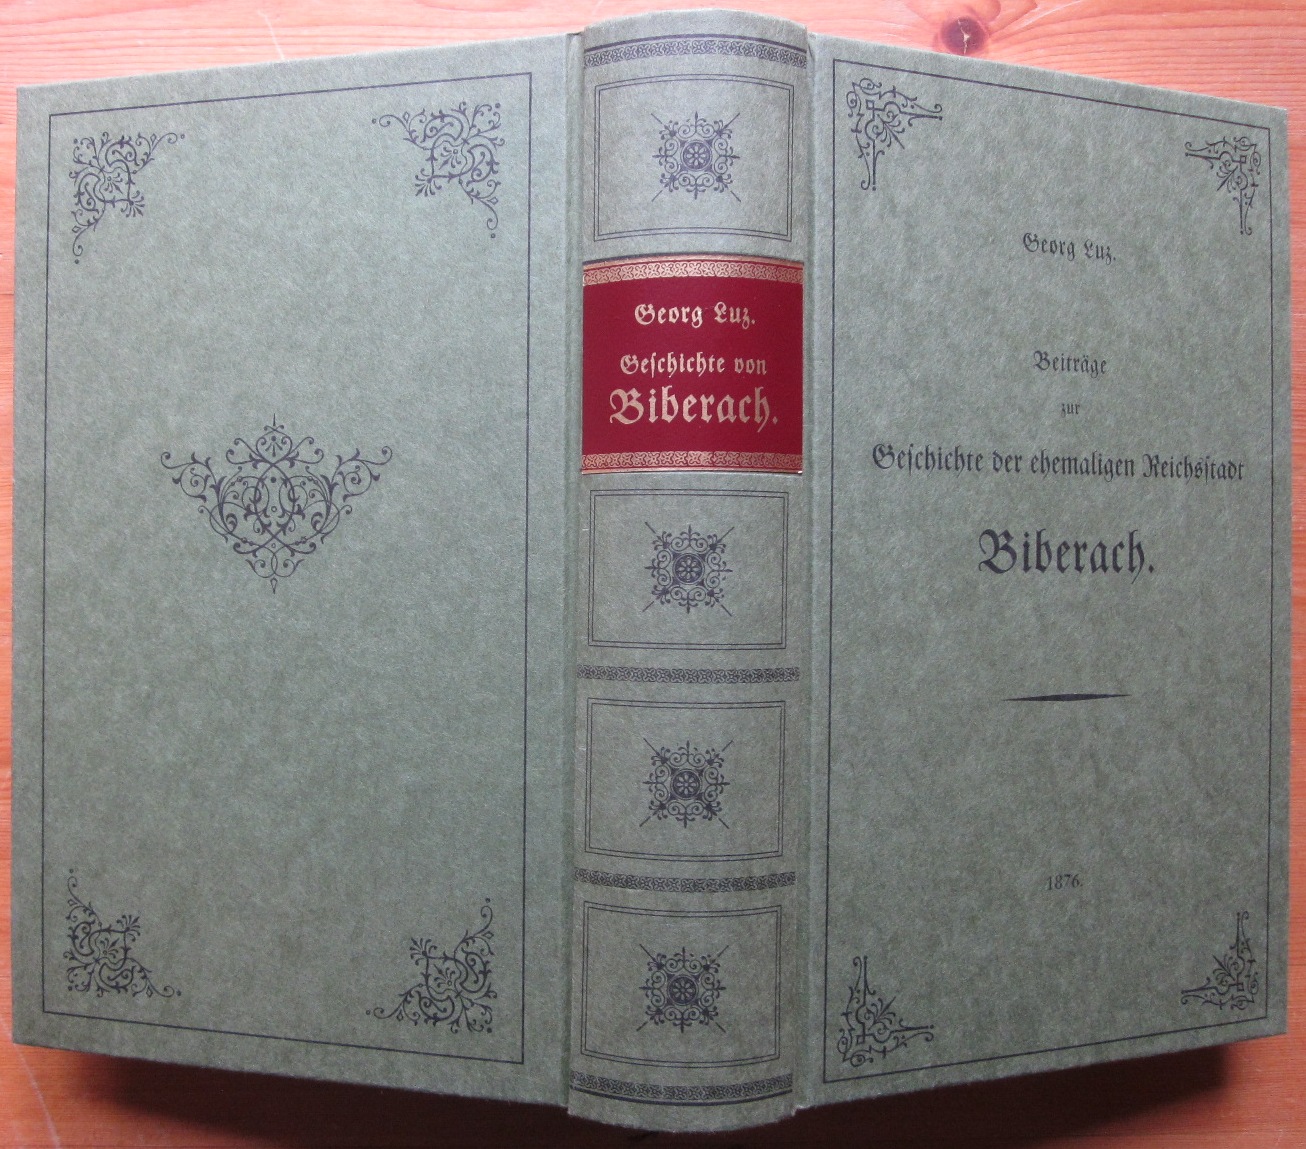 Georg Luz.
Geſchichte von
Biberach.
Georg Luz.
Beiträge
zur
Geſchichte der ehemaligen Reichsſtadt
Biberach.
1876.